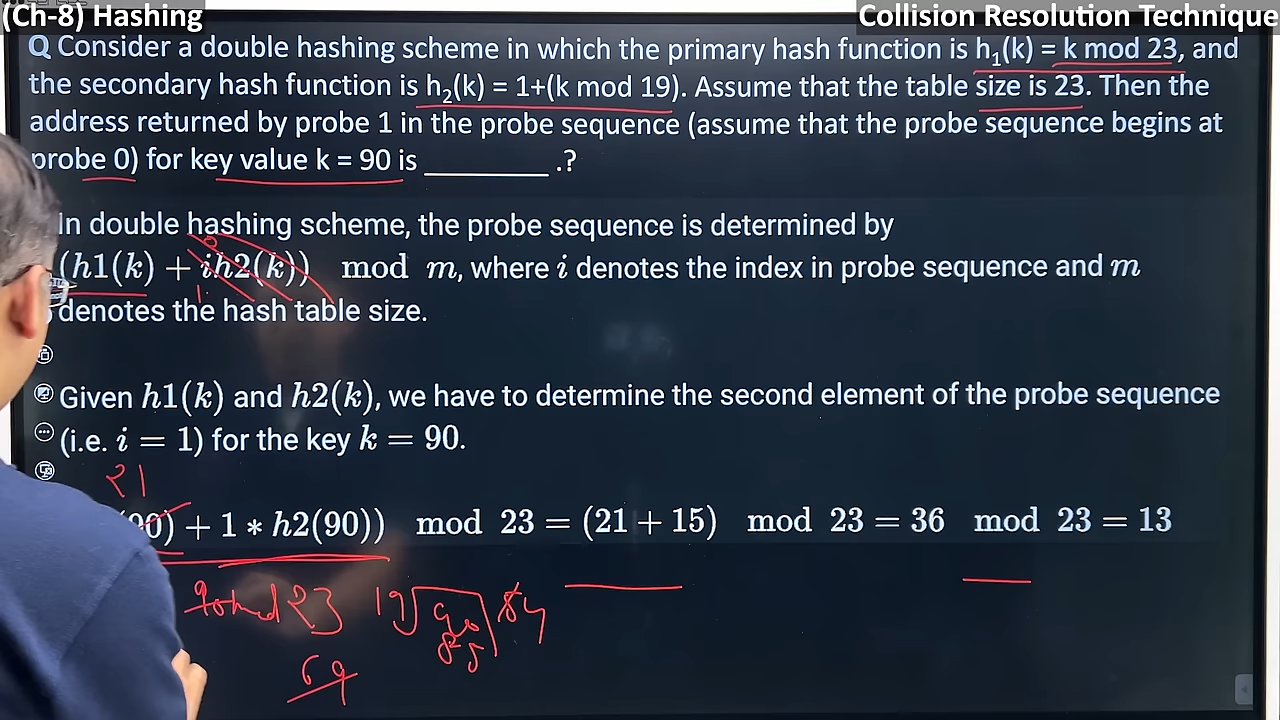 (Ch-8) Hashing
Collision Resolution Technique
Q Consider a double hashing scheme in which the primary hash function is h₁(k) = k mod 23, and
the secondary hash function is h₂(k) = 1+(k mod 19). Assume that the table size is 23. Then the
address returned by probe 1 in the probe sequence (assume that the probe sequence begins at
probe 0) for key value k = 90 is ________ .?
In double hashing scheme, the probe sequence is determined by
0
(h1(k) + ih2(k)) mod m, where i denotes the index in probe sequence and m
1
denotes the hash table size.
Given h1(k) and h2(k), we have to determine the second element of the probe sequence
(i.e. i = 1) for the key k = 90.
21
(90) + 1 * h2(90)) mod 23 = (21 + 15) mod 23 = 36 mod 23 = 13
90 mod 23 19 90 4
69